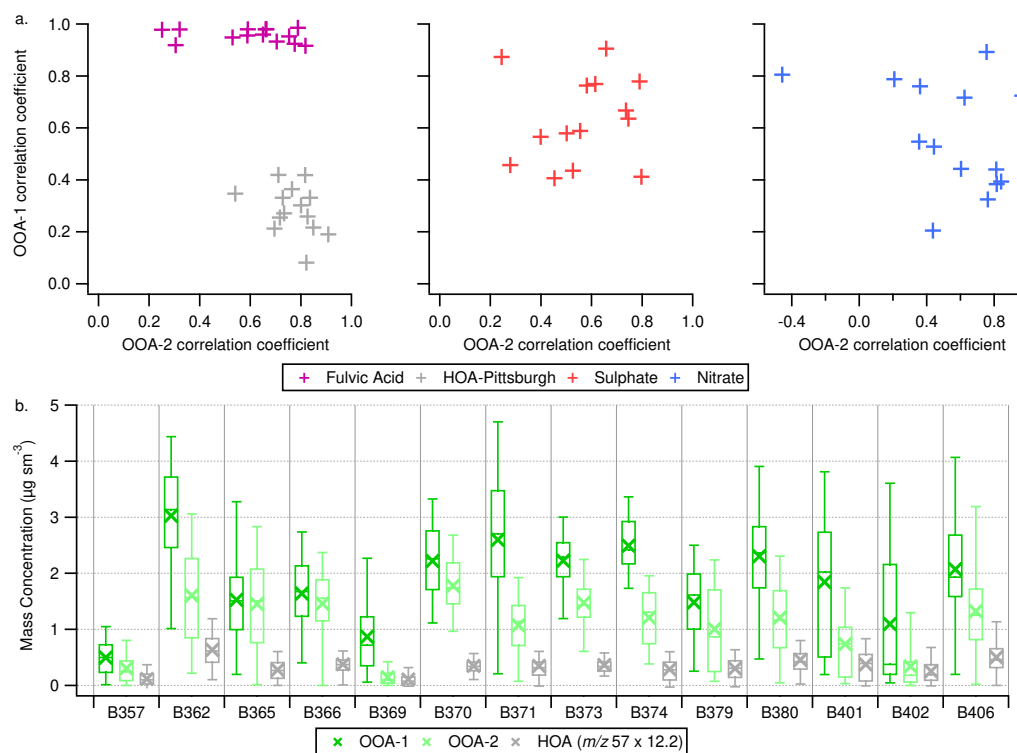 a.
1.0
0.8
0.6
0.4
0.2
0.0
OOA-1 correlation coefficient
0.0 0.2 0.4 0.6 0.8 1.0
OOA-2 correlation coefficient
0.0 0.2 0.4 0.6 0.8 1.0
OOA-2 correlation coefficient
-0.4 0.0 0.4 0.8
OOA-2 correlation coefficient
Fulvic Acid HOA-Pittsburgh Sulphate Nitrate
b.
5
4
3
2
1
0
Mass Concentration (µg sm-3)
B357 B362 B365 B366 B369 B370 B371 B373 B374 B379 B380 B401 B402 B406
OOA-1 OOA-2 HOA (m/z 57 x 12.2)